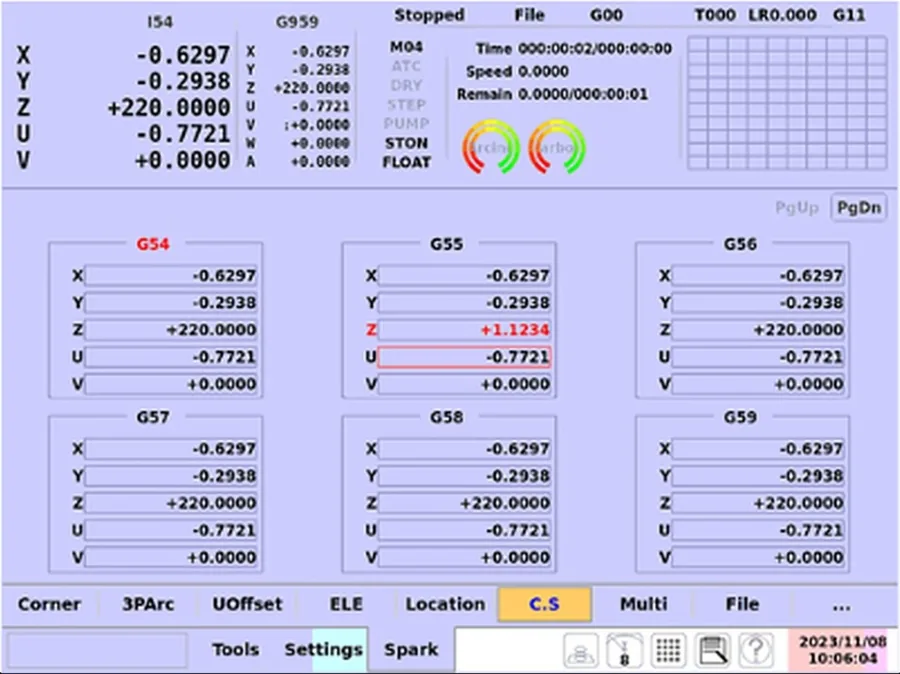 I54 G959 Stopped File G00 T000 LR0.000 G11
X -0.6297 X -0.6297 M04 Time 000:00:02/000:00:00
Y -0.2938 Y -0.2938 ATC Speed 0.0000
Z +220.0000 Z +220.0000 DRY Remain 0.0000/000:00:01
U -0.7721 U -0.7721 STEP
V +0.0000 V :+0.0000 PUMP
W +0.0000 STON
A +0.0000 FLOAT
PgUp PgDn
G54 G55 G56
X -0.6297 X -0.6297 X -0.6297
Y -0.2938 Y -0.2938 Y -0.2938
Z +220.0000 Z +1.1234 Z +220.0000
U -0.7721 U -0.7721 U -0.7721
V +0.0000 V +0.0000 V +0.0000
G57 G58 G59
X -0.6297 X -0.6297 X -0.6297
Y -0.2938 Y -0.2938 Y -0.2938
Z +220.0000 Z +220.0000 Z +220.0000
U -0.7721 U -0.7721 U -0.7721
V +0.0000 V +0.0000 V +0.0000
Corner 3PArc UOffset ELE Location C.S Multi File ...
Tools Settings Spark 8 ? 2023/11/08
10:06:04